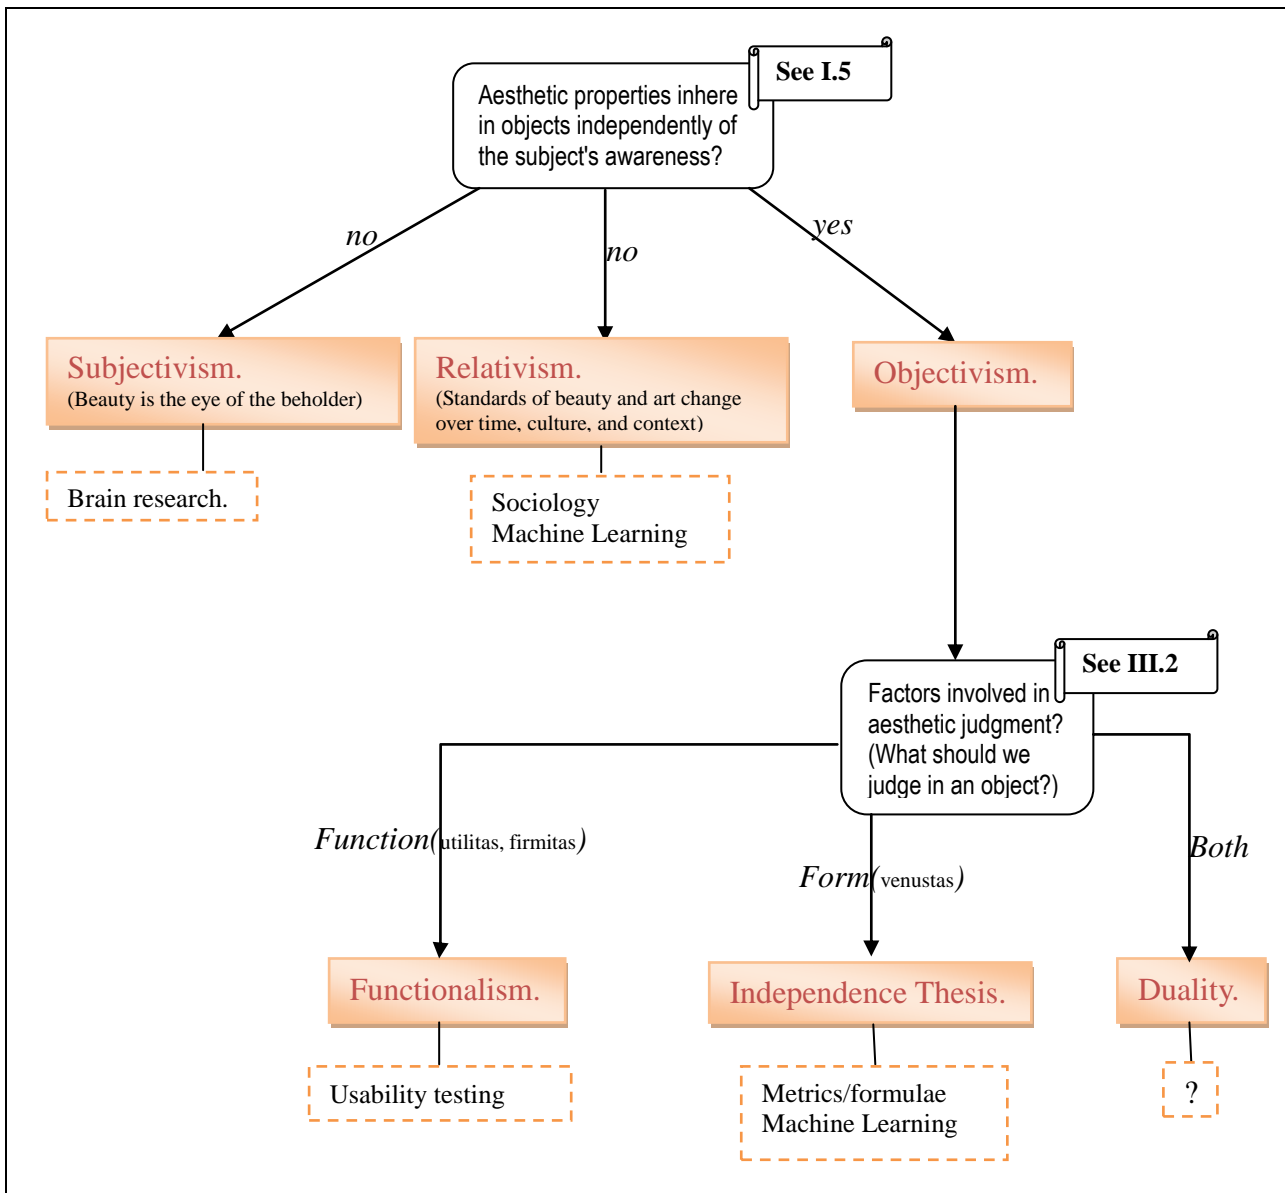 See I.5
Aesthetic properties inhere
in objects independently of
the subject's awareness?
no
no
yes
Subjectivism.
(Beauty is the eye of the beholder)
Relativism.
(Standards of beauty and art change
over time, culture, and context)
Objectivism.
Brain research.
Sociology
Machine Learning
See III.2
Factors involved in
aesthetic judgment?
(What should we
judge in an object?)
Function(utilitas, firmitas)
Form(venustas)
Both
Functionalism.
Independence Thesis.
Duality.
Usability testing
Metrics/formulae
Machine Learning
?